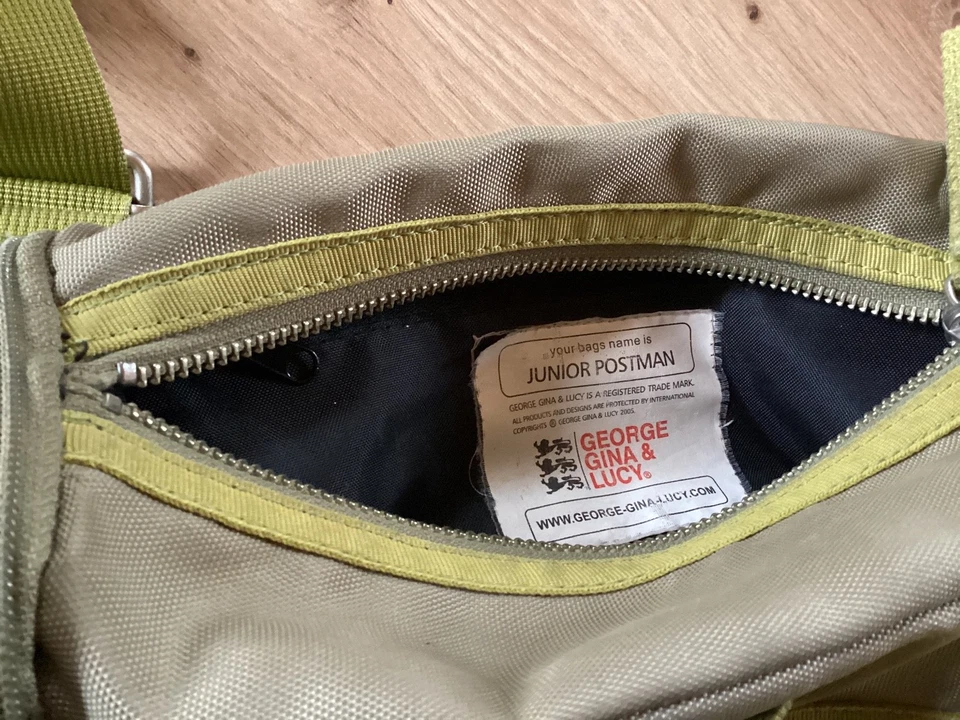 your bags name is
JUNIOR POSTMAN
GEORGE GINA & LUCY IS A REGISTERED TRADE MARK.
ALL PRODUCTS AND DESIGNS ARE PROTECTED BY INTERNATIONAL
COPYRIGHTS © GEORGE GINA & LUCY 2005.
GEORGE
GINA &
LUCY®
WWW.GEORGE-GINA-LUCY.COM